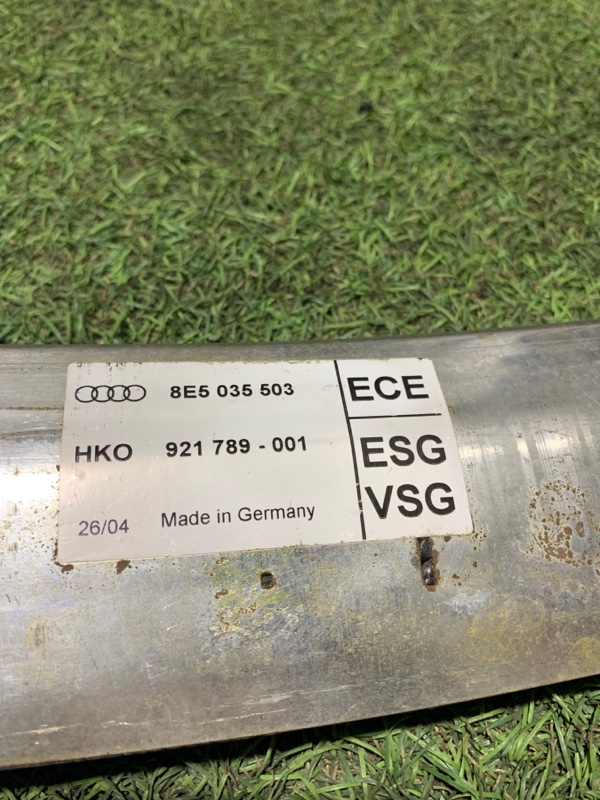 8E5 035 503
ECE
HKO 921 789 - 001
ESG
VSG
26/04 Made in Germany